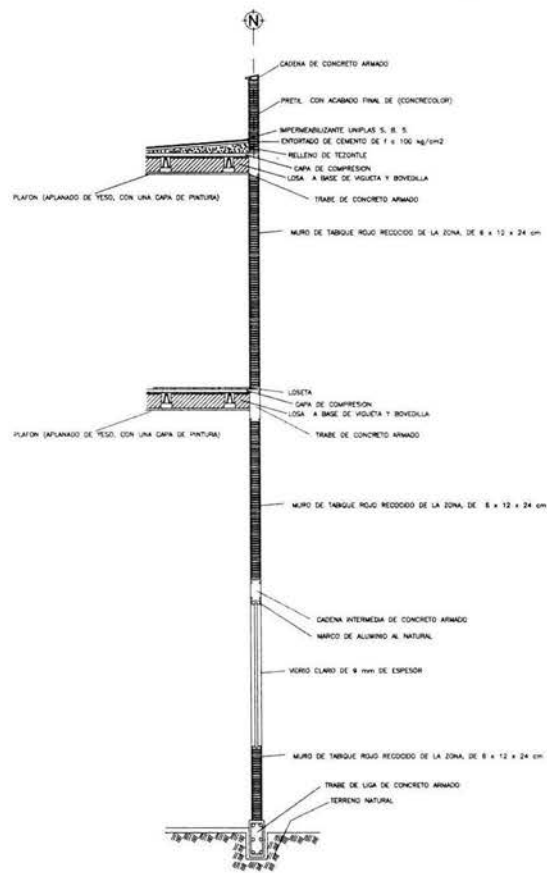 N
CADENA DE CONCRETO ARMADO
PRETIL CON ACABADO FINAL DE (CONCRECOLOR)
IMPERMEABILIZANTE UNIPLAS S. B. S.
ENTORTADO DE CEMENTO DE f = 100 kg/cm2
RELLENO DE TEZONTLE
CAPA DE COMPRESION
LOSA A BASE DE VIGUETA Y BOVEDILLA
PLAFON (APLANADO DE YESO, CON UNA CAPA DE PINTURA)
TRABE DE CONCRETO ARMADO
MURO DE TABIQUE ROJO RECOCIDO DE LA ZONA, DE 6 x 12 x 24 cm
LOSETA
CAPA DE COMPRESION
LOSA A BASE DE VIGUETA Y BOVEDILLA
PLAFON (APLANADO DE YESO, CON UNA CAPA DE PINTURA)
TRABE DE CONCRETO ARMADO
MURO DE TABIQUE ROJO RECOCIDO DE LA ZONA, DE 6 x 12 x 24 cm
CADENA INTERMEDIA DE CONCRETO ARMADO
MARCO DE ALUMINIO AL NATURAL
VIDRIO CLARO DE 9 mm DE ESPESOR
MURO DE TABIQUE ROJO RECOCIDO DE LA ZONA, DE 6 x 12 x 24 cm
TRABE DE LIGA DE CONCRETO ARMADO
TERRENO NATURAL